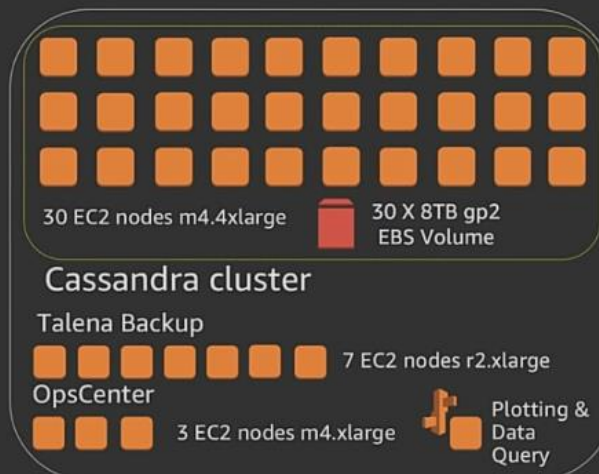 30 EC2 nodes m4.4xlarge
30 X 8TB gp2
EBS Volume
Cassandra cluster
Talena Backup
7 EC2 nodes r2.xlarge
OpsCenter
3 EC2 nodes m4.xlarge
Plotting &
Data
Query